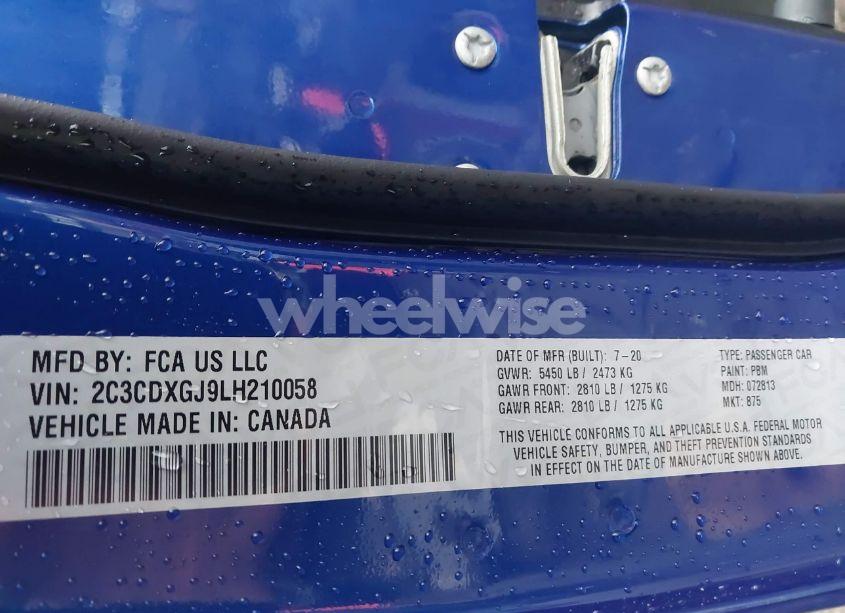 wheelwise
MFD BY: FCA US LLC
VIN: 2C3CDXGJ9LH210058
VEHICLE MADE IN: CANADA
DATE OF MFR (BUILT): 7-20
GVWR: 5450 LB / 2473 KG
GAWR FRONT: 2810 LB / 1275 KG
GAWR REAR: 2810 LB / 1275 KG
TYPE: PASSENGER CAR
PAINT: PBM
MDH: 072813
MKT: 875
THIS VEHICLE CONFORMS TO ALL APPLICABLE U.S.A. FEDERAL MOTOR
VEHICLE SAFETY, BUMPER, AND THEFT PREVENTION STANDARDS
IN EFFECT ON THE DATE OF MANUFACTURE SHOWN ABOVE.